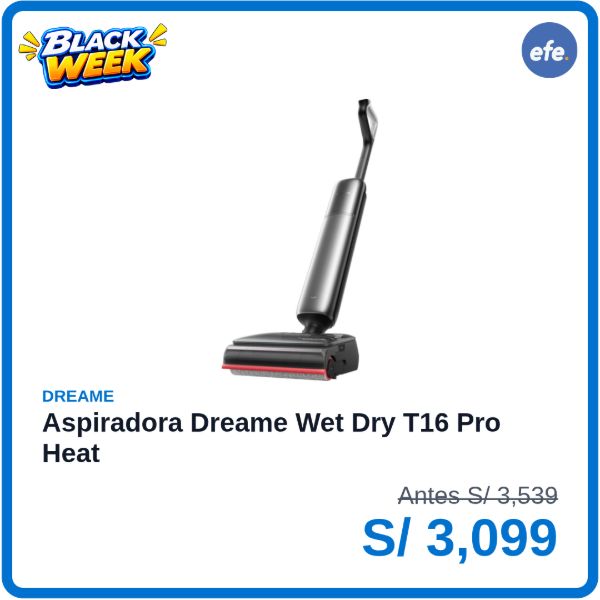 BLACK
WEEK
efe.
DREAME
Aspiradora Dreame Wet Dry T16 Pro
Heat
Antes S/ 3,539
S/ 3,099